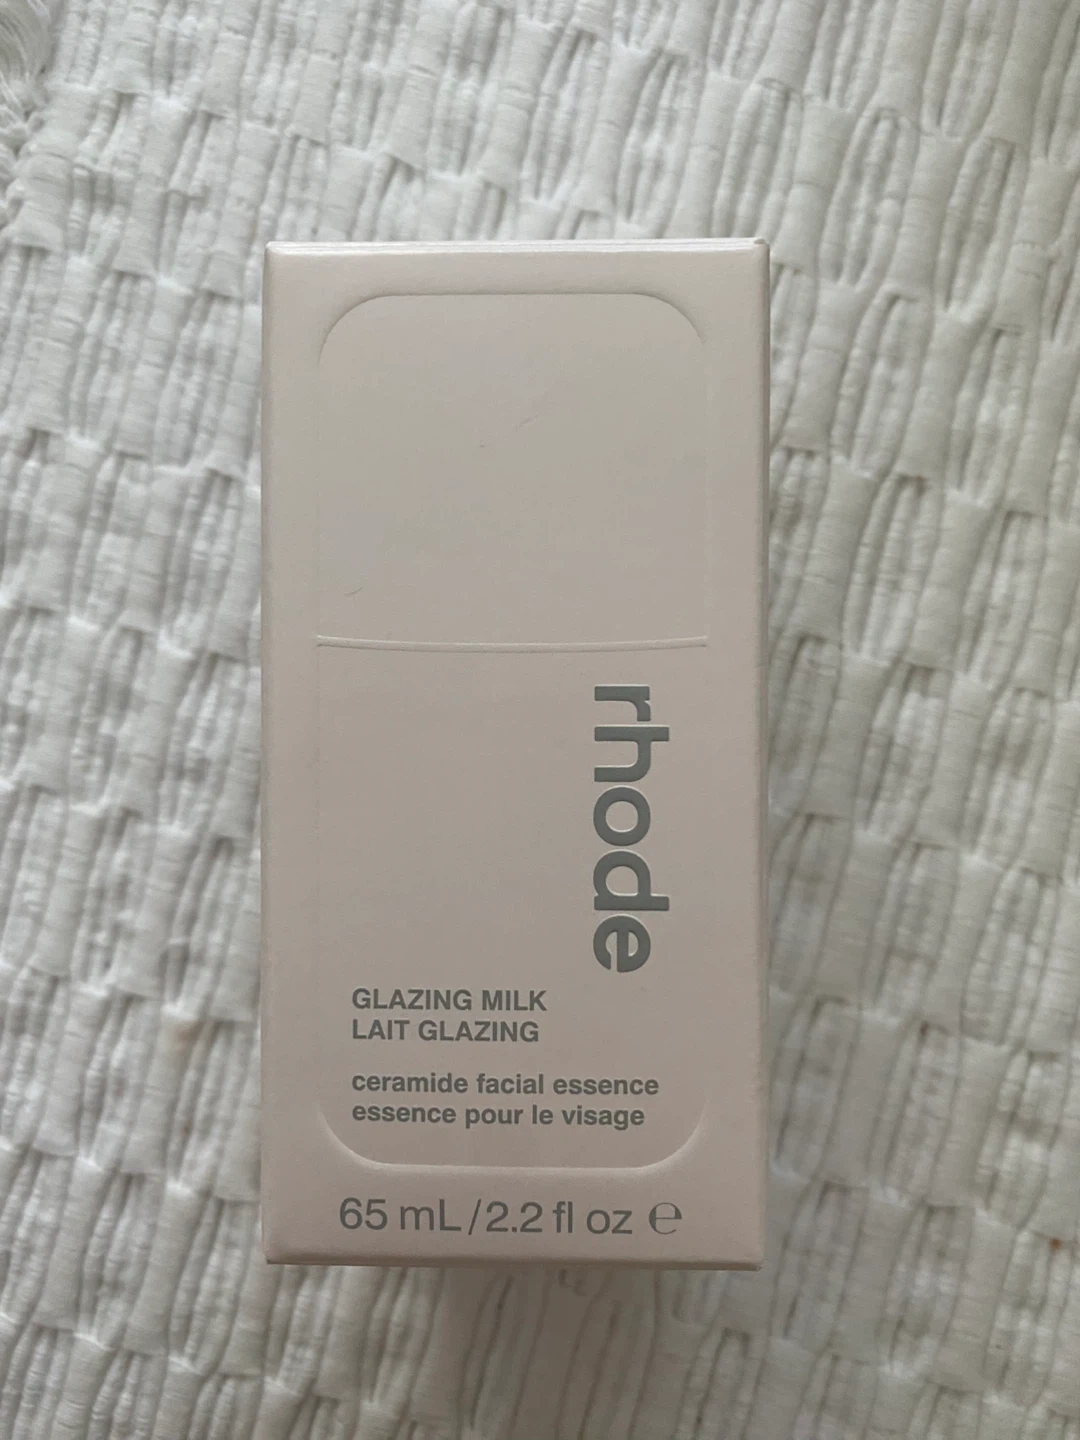 rhode
GLAZING MILK
LAIT GLAZING
ceramide facial essence
essence pour le visage
65 mL/2.2 fl oz ℮